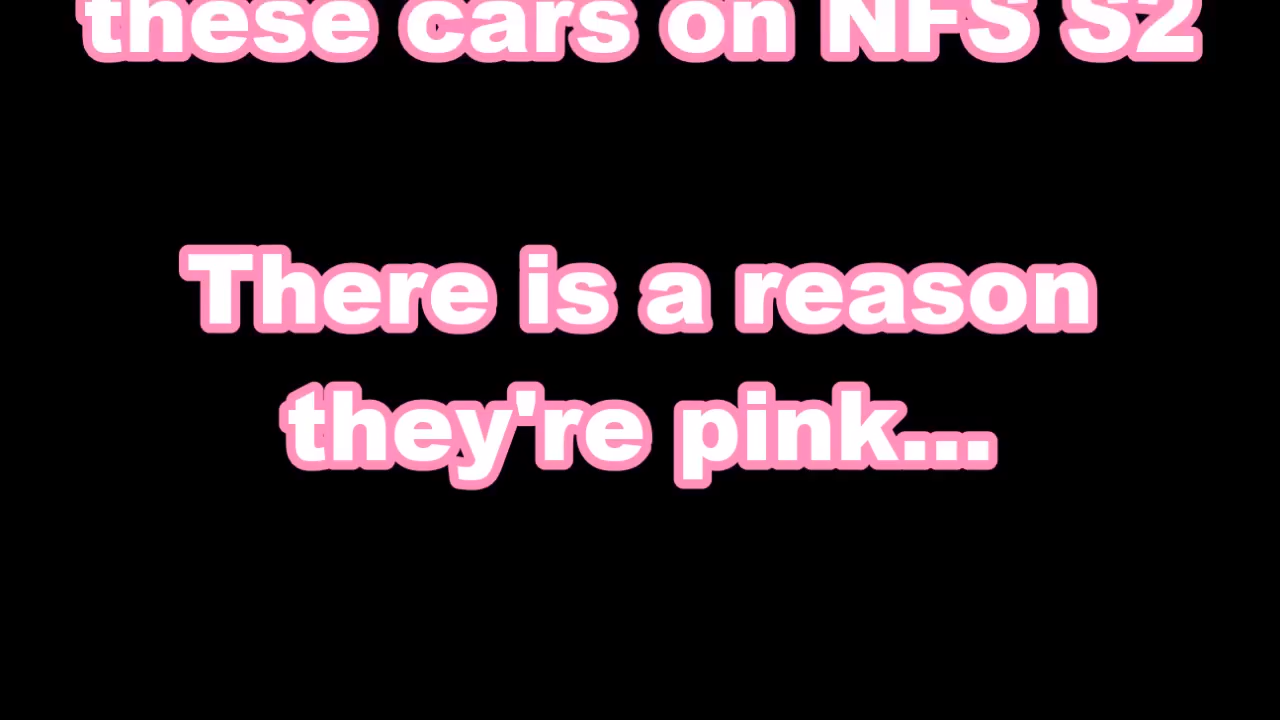 these cars on NFS S2
There is a reason
they're pink...